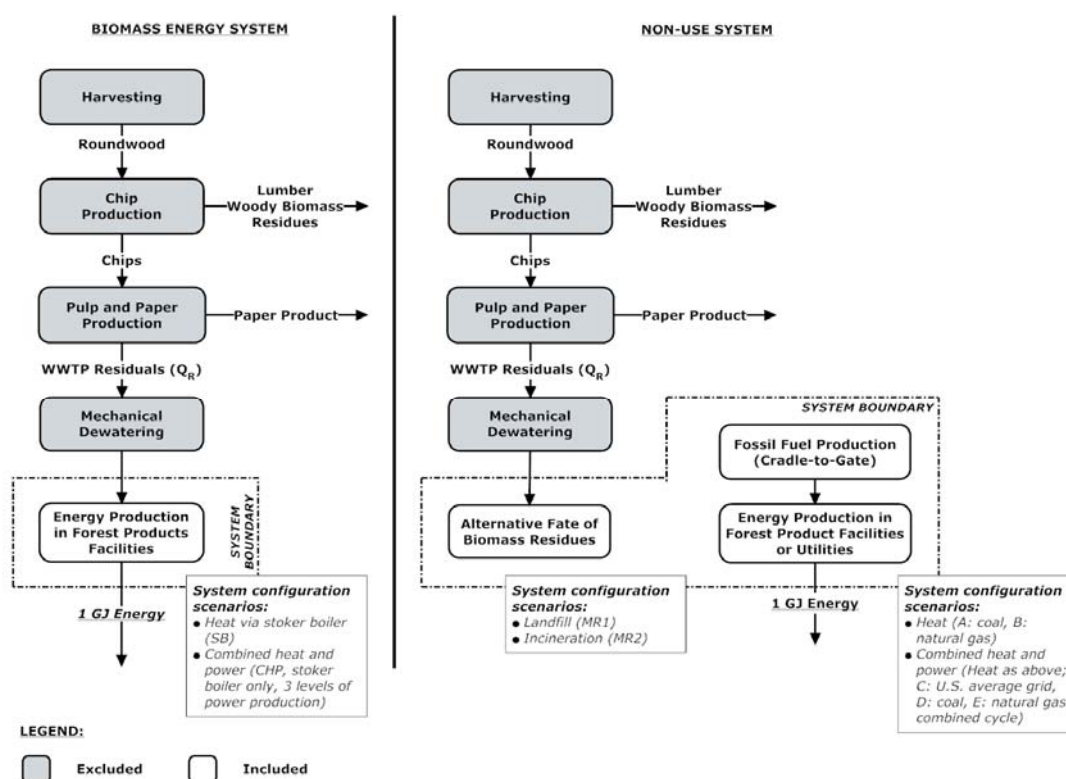 BIOMASS ENERGY SYSTEM
Harvesting
Roundwood
Chip
Production
Lumber
Woody Biomass
Residues
Chips
Pulp and Paper
Production
Paper Product
WWTP Residuals (QR)
Mechanical
Dewatering
Energy Production
in Forest Products
Facilities
SYSTEM
BOUNDARY
1 GJ Energy
System configuration
scenarios:
● Heat via stoker boiler
(SB)
● Combined heat and
power (CHP, stoker
boiler only, 3 levels of
power production)
NON-USE SYSTEM
Harvesting
Roundwood
Chip
Production
Lumber
Woody Biomass
Residues
Chips
Pulp and Paper
Production
Paper Product
WWTP Residuals (QR)
Mechanical
Dewatering
SYSTEM BOUNDARY
Fossil Fuel Production
(Cradle-to-Gate)
Alternative Fate of
Biomass Residues
Energy Production in
Forest Product Facilities
or Utilities
System configuration
scenarios:
● Landfill (MR1)
● Incineration (MR2)
1 GJ Energy
System configuration
scenarios:
● Heat (A: coal, B:
natural gas)
● Combined heat and
power (Heat as above;
C: U.S. average grid,
D: coal, E: natural gas
combined cycle)
LEGEND:
Excluded
Included